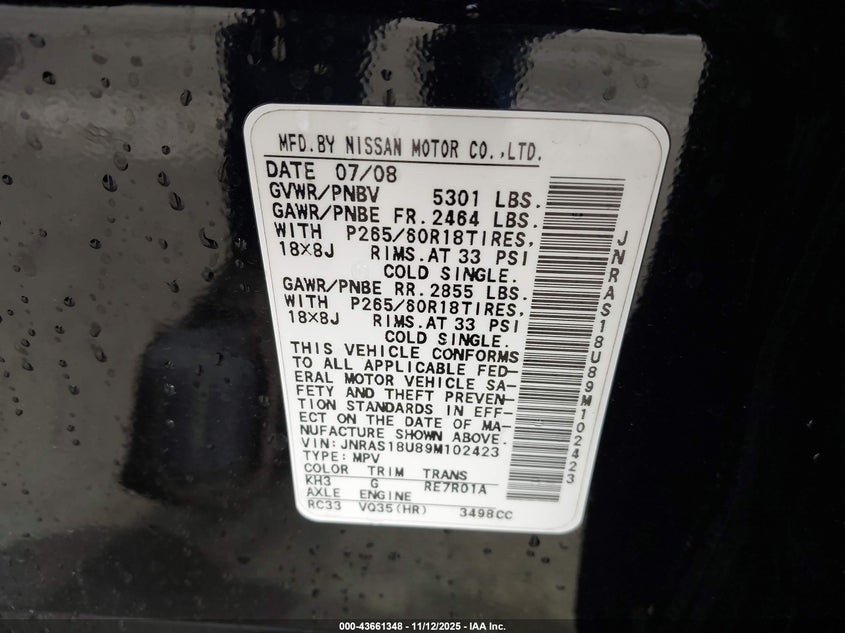 MFD.BY NISSAN MOTOR CO.,LTD.
DATE 07/08
GVWR/PNBV 5301 LBS.
GAWR/PNBE FR.2464 LBS.
WITH P265/60R18TIRES,
18X8J RIMS.AT 33 PSI
COLD SINGLE.
GAWR/PNBE RR.2855 LBS.
WITH P265/60R18TIRES,
18X8J RIMS.AT 33 PSI
COLD SINGLE.
THIS VEHICLE CONFORMS
TO ALL APPLICABLE FED-
ERAL MOTOR VEHICLE SA-
FETY AND THEFT PREVEN-
TION STANDARDS IN EFF-
ECT ON THE DATE OF MA-
NUFACTURE SHOWN ABOVE.
VIN:JNRAS18U89M102423
TYPE:MPV
COLOR TRIM TRANS
KH3 G RE7R01A
AXLE ENGINE
RC33 VQ35(HR) 3498CC
JNRAS18U89M102423
000-43661348 - 11/12/2025 - IAA Inc.